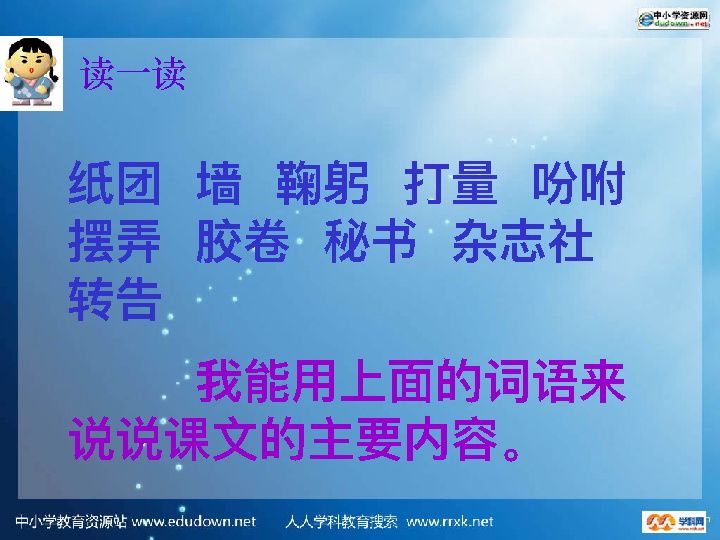 中小学资源网
edudown.net
读一读
纸团 墙 鞠躬 打量 吩咐
摆弄 胶卷 秘书 杂志社
转告
我能用上面的词语来
说说课文的主要内容。
中小学教育资源站 www.edudown.net 人人学科教育搜索 www.rrxk.net
学科网